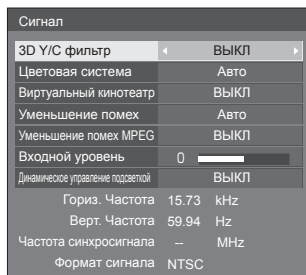 Сигнал
3D Y/C фильтр ВЫКЛ
Цветовая система Авто
Виртуальный кинотеатр ВЫКЛ
Уменьшение помех Авто
Уменьшение помех MPEG ВЫКЛ
Входной уровень 0
Динамическое управление подсветкой ВЫКЛ
Гориз. Частота 15.73 kHz
Верт. Частота 59.94 Hz
Частота синхросигнала -- MHz
Формат сигнала NTSC